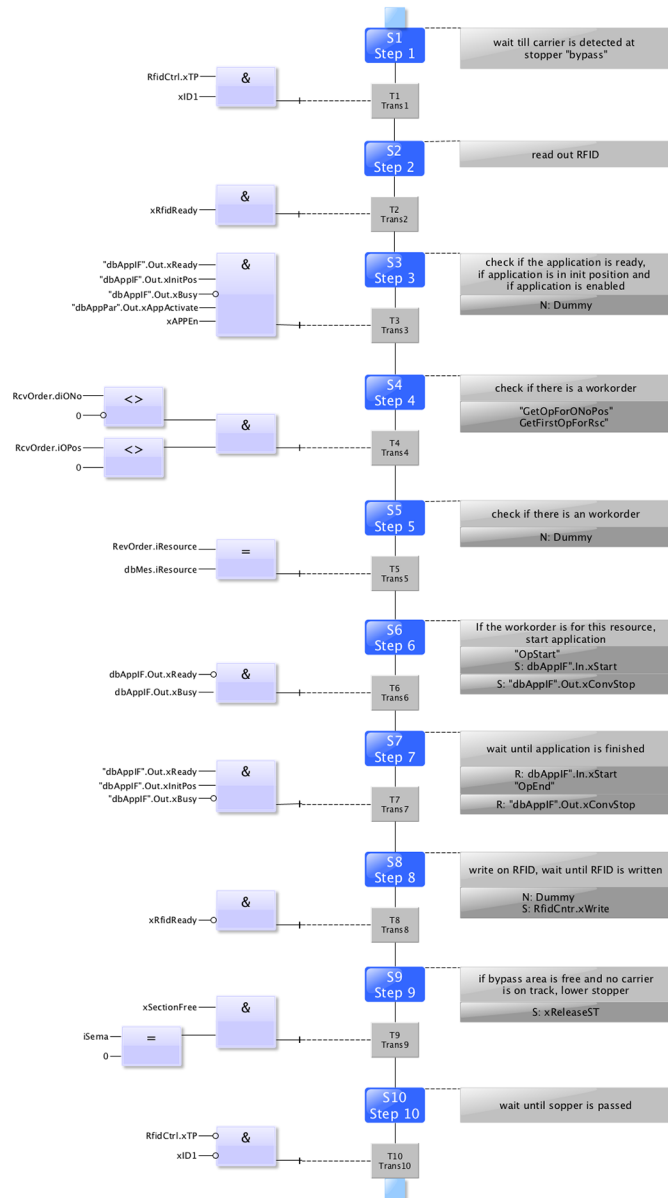 S1
Step 1
wait till carrier is detected at
stopper "bypass"
RfidCtrl.xTP
xID1
&
T1
Trans1
S2
Step 2
read out RFID
xRfidReady
&
T2
Trans2
S3
Step 3
check if the application is ready,
if application is in init position and
if application is enabled
N: Dummy
"dbAppIF".Out.xReady
"dbAppIF".Out.xInitPos
"dbAppIF".Out.xBusy
"dbAppPar".Out.xAppActivate
xAPPEn
&
T3
Trans3
S4
Step 4
check if there is a workorder
"GetOpForONoPos"
GetFirstOpForRsc"
RcvOrder.diONo
0
<>
RcvOrder.iOPos
0
<>
&
T4
Trans4
S5
Step 5
check if there is an workorder
N: Dummy
RevOrder.iResource
dbMes.iResource
=
T5
Trans5
S6
Step 6
If the workorder is for this resource,
start application
"OpStart"
S: dbAppIF".In.xStart
S: "dbAppIF".Out.xConvStop
dbAppIF.Out.xReady
dbAppIF.Out.xBusy
&
T6
Trans6
S7
Step 7
wait until application is finished
R: dbAppIF".In.xStart
"OpEnd"
R: "dbAppIF".Out.xConvStop
"dbAppIF".Out.xReady
"dbAppIF".Out.xInitPos
"dbAppIF".Out.xBusy
&
T7
Trans7
S8
Step 8
write on RFID, wait until RFID is written
N: Dummy
S: RfidCntr.xWrite
xRfidReady
&
T8
Trans8
S9
Step 9
if bypass area is free and no carrier
is on track, lower stopper
S: xReleaseST
xSectionFree
iSema
0
=
&
T9
Trans9
S10
Step 10
wait until sopper is passed
RfidCtrl.xTP
xID1
&
T10
Trans10